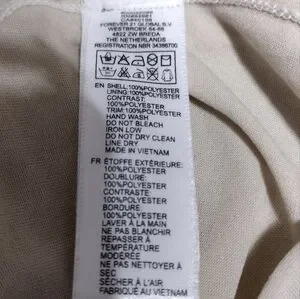 FOREVER 21 GLOBAL B.V
WESTBROEK 54-66
4822 ZW BREDA
THE NETHERLANDS
REGISTRATION NBR 34386700
EN SHELL:100%POLYESTER
LINING:100%POLYESTER
CONTRAST:
100%POLYESTER
TRIM:100%POLYESTER
HAND WASH
DO NOT BLEACH
IRON LOW
DO NOT DRY CLEAN
LINE DRY
MADE IN VIETNAM
FR ÉTOFFE EXTÉRIEURE:
100%POLYESTER
DOUBLURE:
100%POLYESTER
CONTRASTE:
100%POLYESTER
BORDURE:
100%POLYESTER
LAVER À LA MAIN
NE PAS BLANCHIR
REPASSER À
TEMPÉRATURE
MODÉRÉE
NE PAS NETTOYER À
SEC
SÉCHER À L'AIR
FABRIQUÉ AU VIETNAM